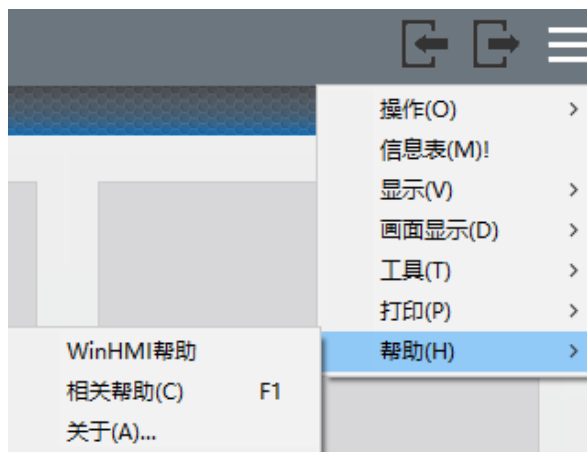 操作(O)
信息表(M)!
显示(V)
画面显示(D)
工具(T)
打印(P)
帮助(H)
WinHMI帮助
相关帮助(C) F1
关于(A)...